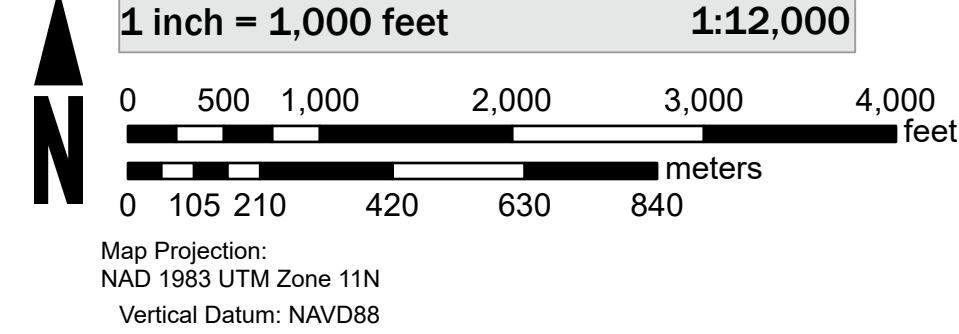 1 inch = 1,000 feet 1:12,000
0 500 1,000 2,000 3,000 4,000
feet
meters
0 105 210 420 630 840
N
Map Projection:
NAD 1983 UTM Zone 11N
Vertical Datum: NAVD88